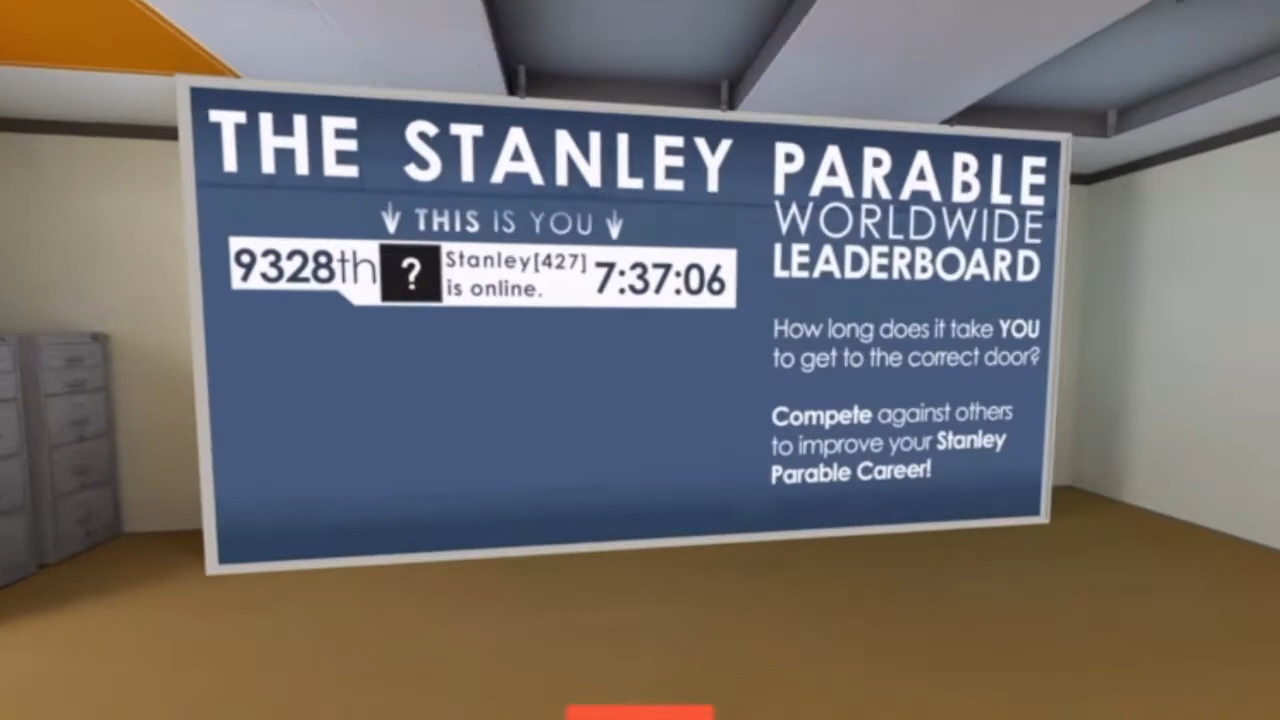 THE STANLEY PARABLE
WORLDWIDE
LEADERBOARD
THIS IS YOU
9328th ? Stanley[427] is online. 7:37:06
How long does it take YOU
to get to the correct door?
Compete against others
to improve your Stanley
Parable Career!